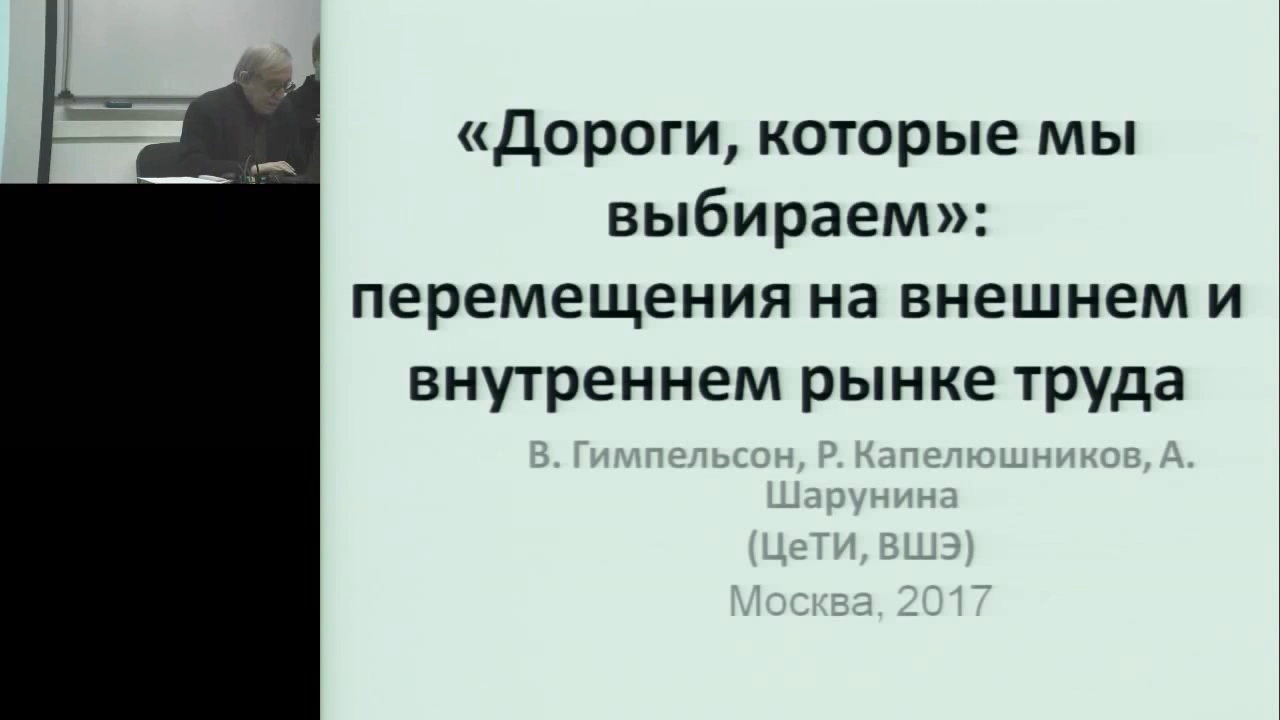 «Дороги, которые мы
выбираем»:
перемещения на внешнем и
внутреннем рынке труда
В. Гимпельсон, Р. Капелюшников, А.
Шарунина
(ЦеТИ, ВШЭ)
Москва, 2017